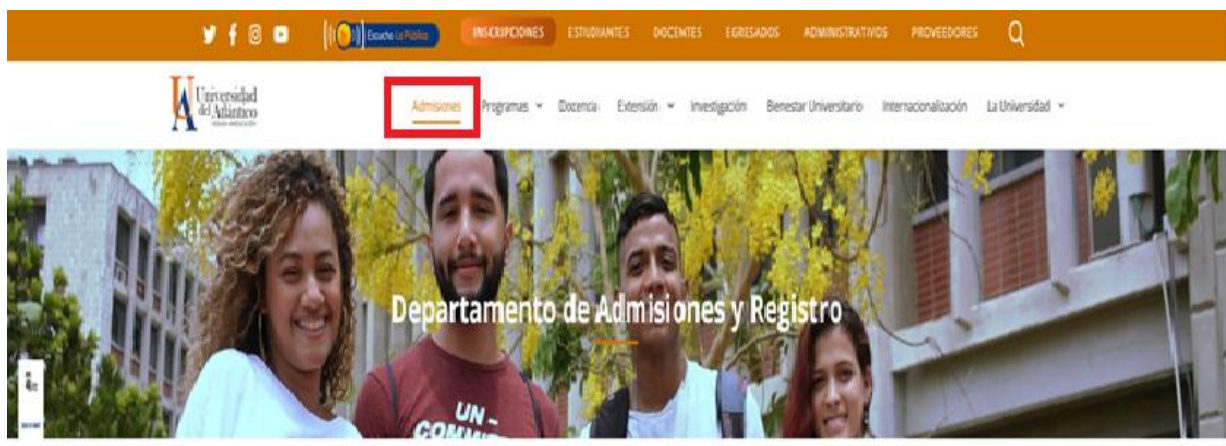 Escucha La Pública INSCRIPCIONES ESTUDIANTES DOCENTES EGRESADOS ADMINISTRATIVOS PROVEEDORES
Universidad
del Atlántico
Admisiones Programas Docencia Extensión Investigación Bienestar Universitario Internacionalización La Universidad
Departamento de Admisiones y Registro
UN-